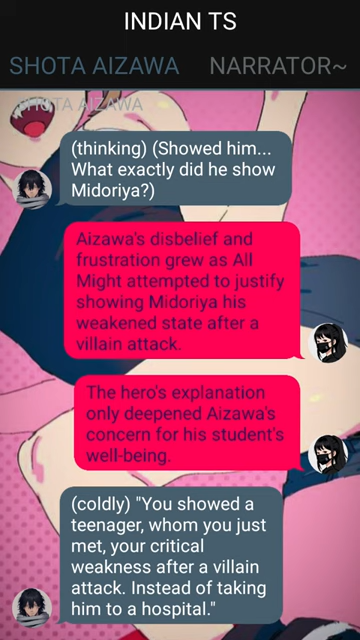 INDIAN TS
SHOTA AIZAWA NARRATOR~
SHOTA AIZAWA
(thinking) (Showed him...
What exactly did he show
Midoriya?)
Aizawa's disbelief and
frustration grew as All
Might attempted to justify
showing Midoriya his
weakened state after a
villain attack.
The hero's explanation
only deepened Aizawa's
concern for his student's
well-being.
(coldly) "You showed a
teenager, whom you just
met, your critical
weakness after a villain
attack. Instead of taking
him to a hospital."